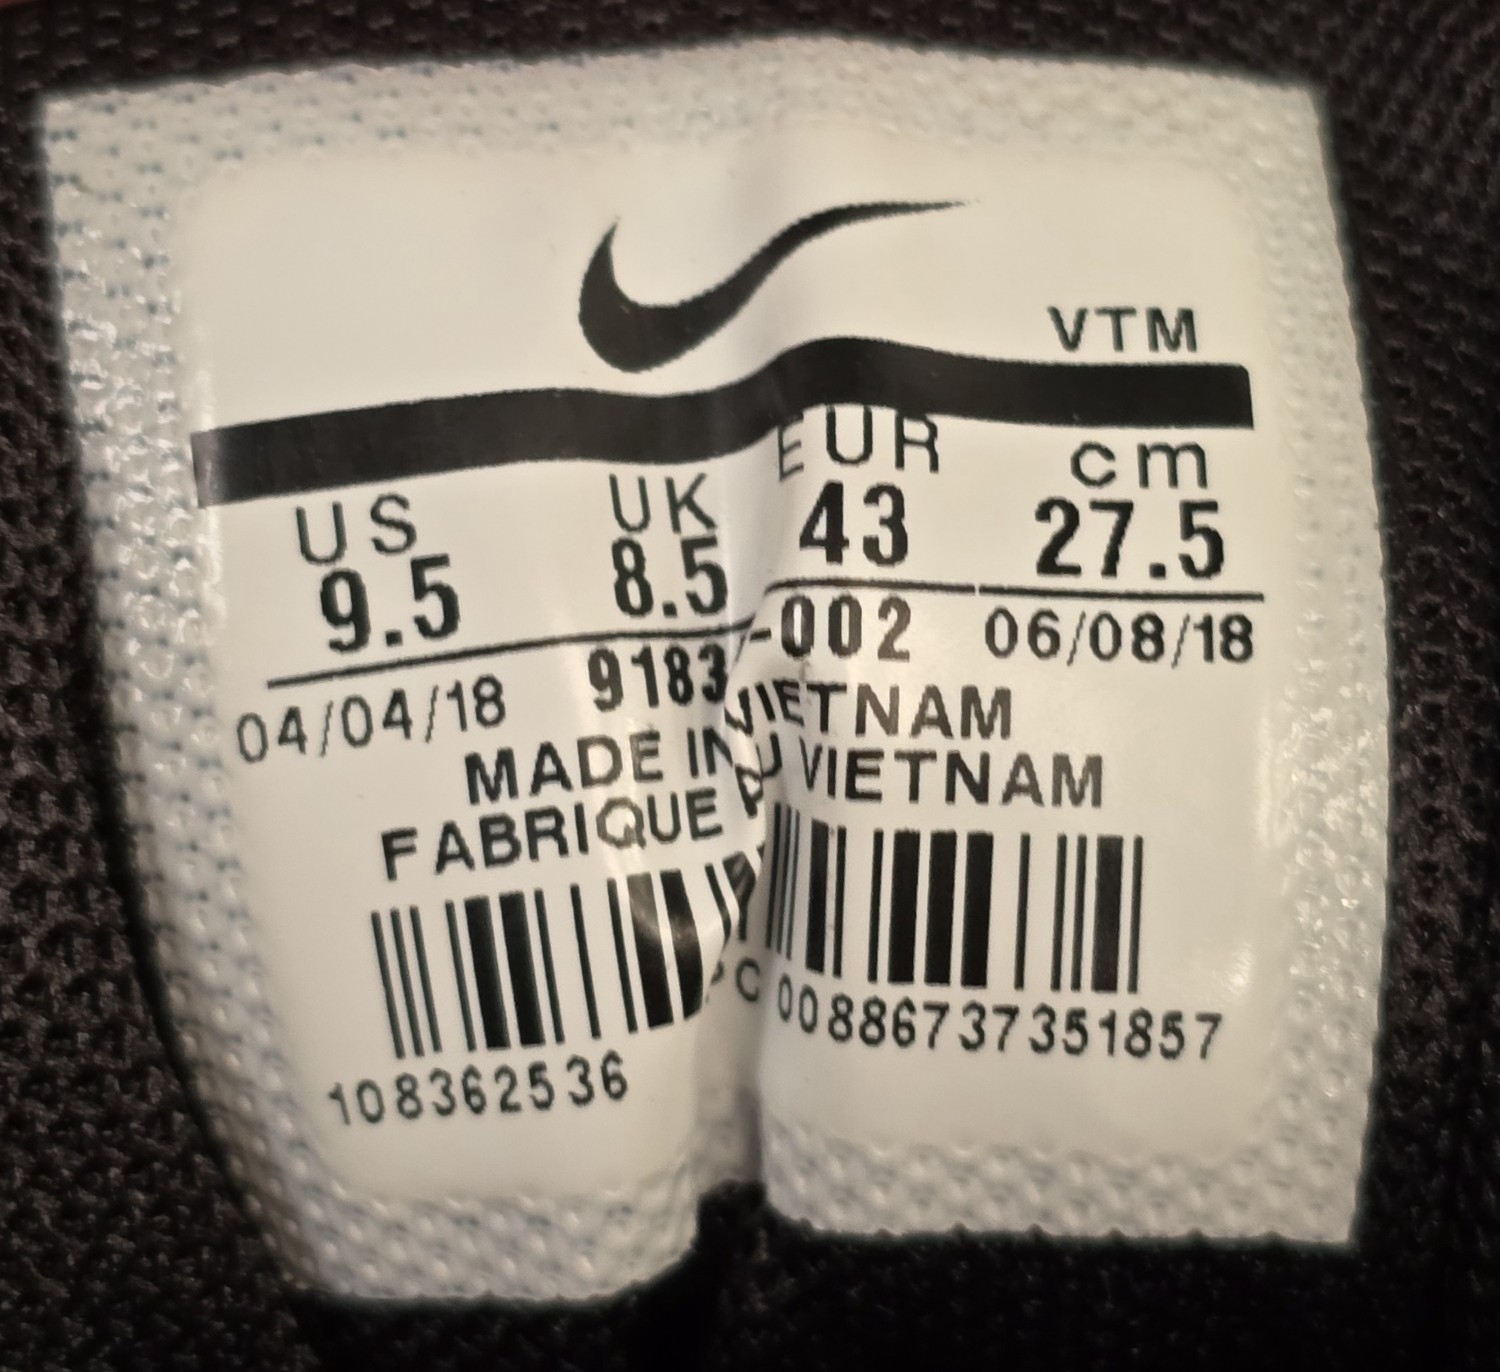 VTM
US UK EUR cm
9.5 8.5 43 27.5
04/04/18 -002 06/08/18
MADE IN VIETNAM
FABRIQUE AU VIETNAM
00886737351857
108362536